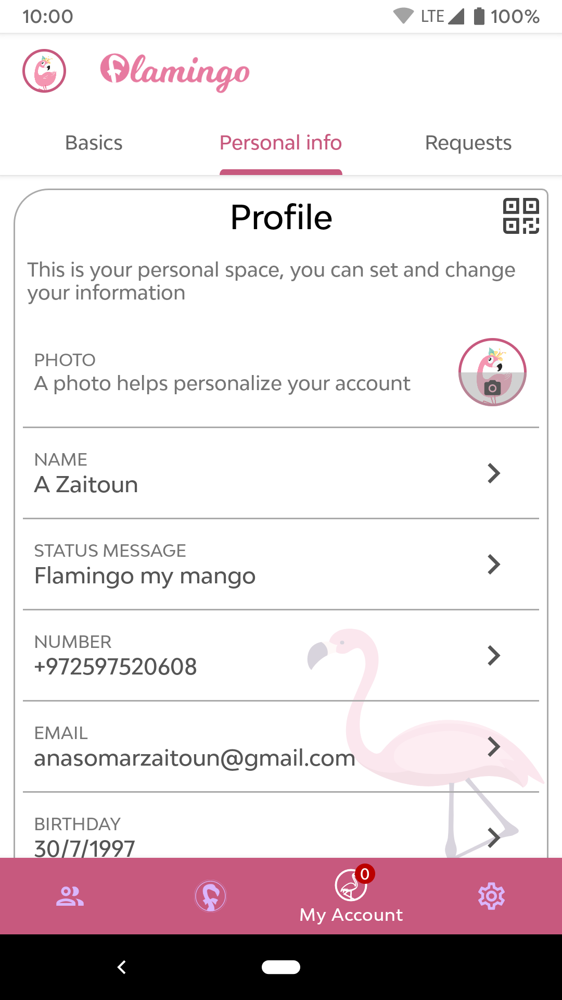 10:00 LTE 100%
Flamingo
Basics Personal info Requests
Profile
This is your personal space, you can set and change
your information
PHOTO
A photo helps personalize your account
NAME
A Zaitoun
STATUS MESSAGE
Flamingo my mango
NUMBER
+972597520608
EMAIL
anasomarzaitoun@gmail.com
BIRTHDAY
30/7/1997
0
My Account